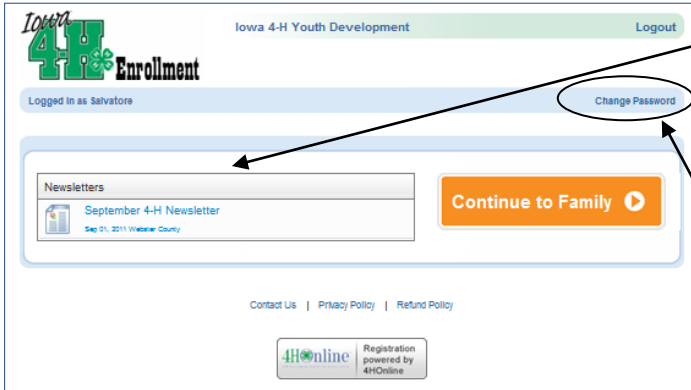 Iowa
4-H
Enrollment
Iowa 4-H Youth Development
Logout
Logged in as Salvatore
Change Password
Newsletters
September 4-H Newsletter
Sep 01, 2011 Webster County
Continue to Family
Contact Us | Privacy Policy | Refund Policy
4HOnline
Registration
powered by
4HOnline